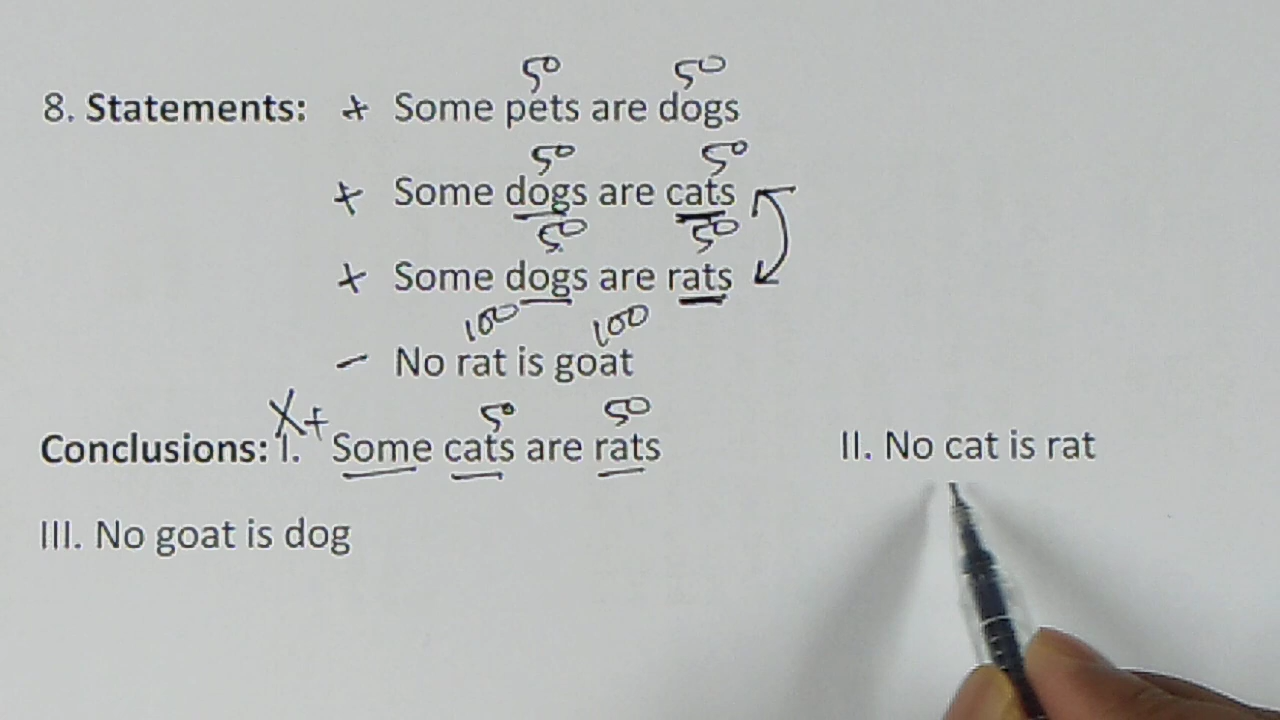 50 50
8. Statements: + Some pets are dogs
50 50
+ Some dogs are cats
50 50
+ Some dogs are rats
100 100
− No rat is goat
X+ 50 50
Conclusions: I. Some cats are rats II. No cat is rat
III. No goat is dog